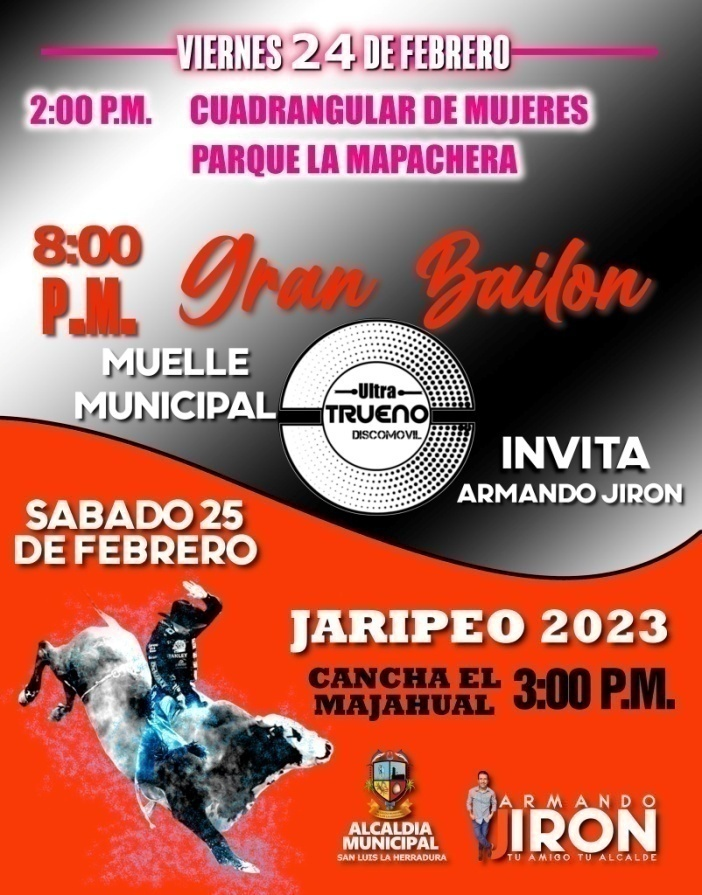 VIERNES 24 DE FEBRERO
2:00 P.M. CUADRANGULAR DE MUJERES
PARQUE LA MAPACHERA
8:00
P.M.
Gran Bailon
MUELLE
MUNICIPAL
Ultra
TRUENO
DISCOMOVIL
INVITA
ARMANDO JIRON
SABADO 25
DE FEBRERO
JARIPEO 2023
CANCHA EL
MAJAHUAL
3:00 P.M.
ALCALDIA
MUNICIPAL
SAN LUIS LA HERRADURA
ARMANDO
JIRON
TU AMIGO TU ALCALDE